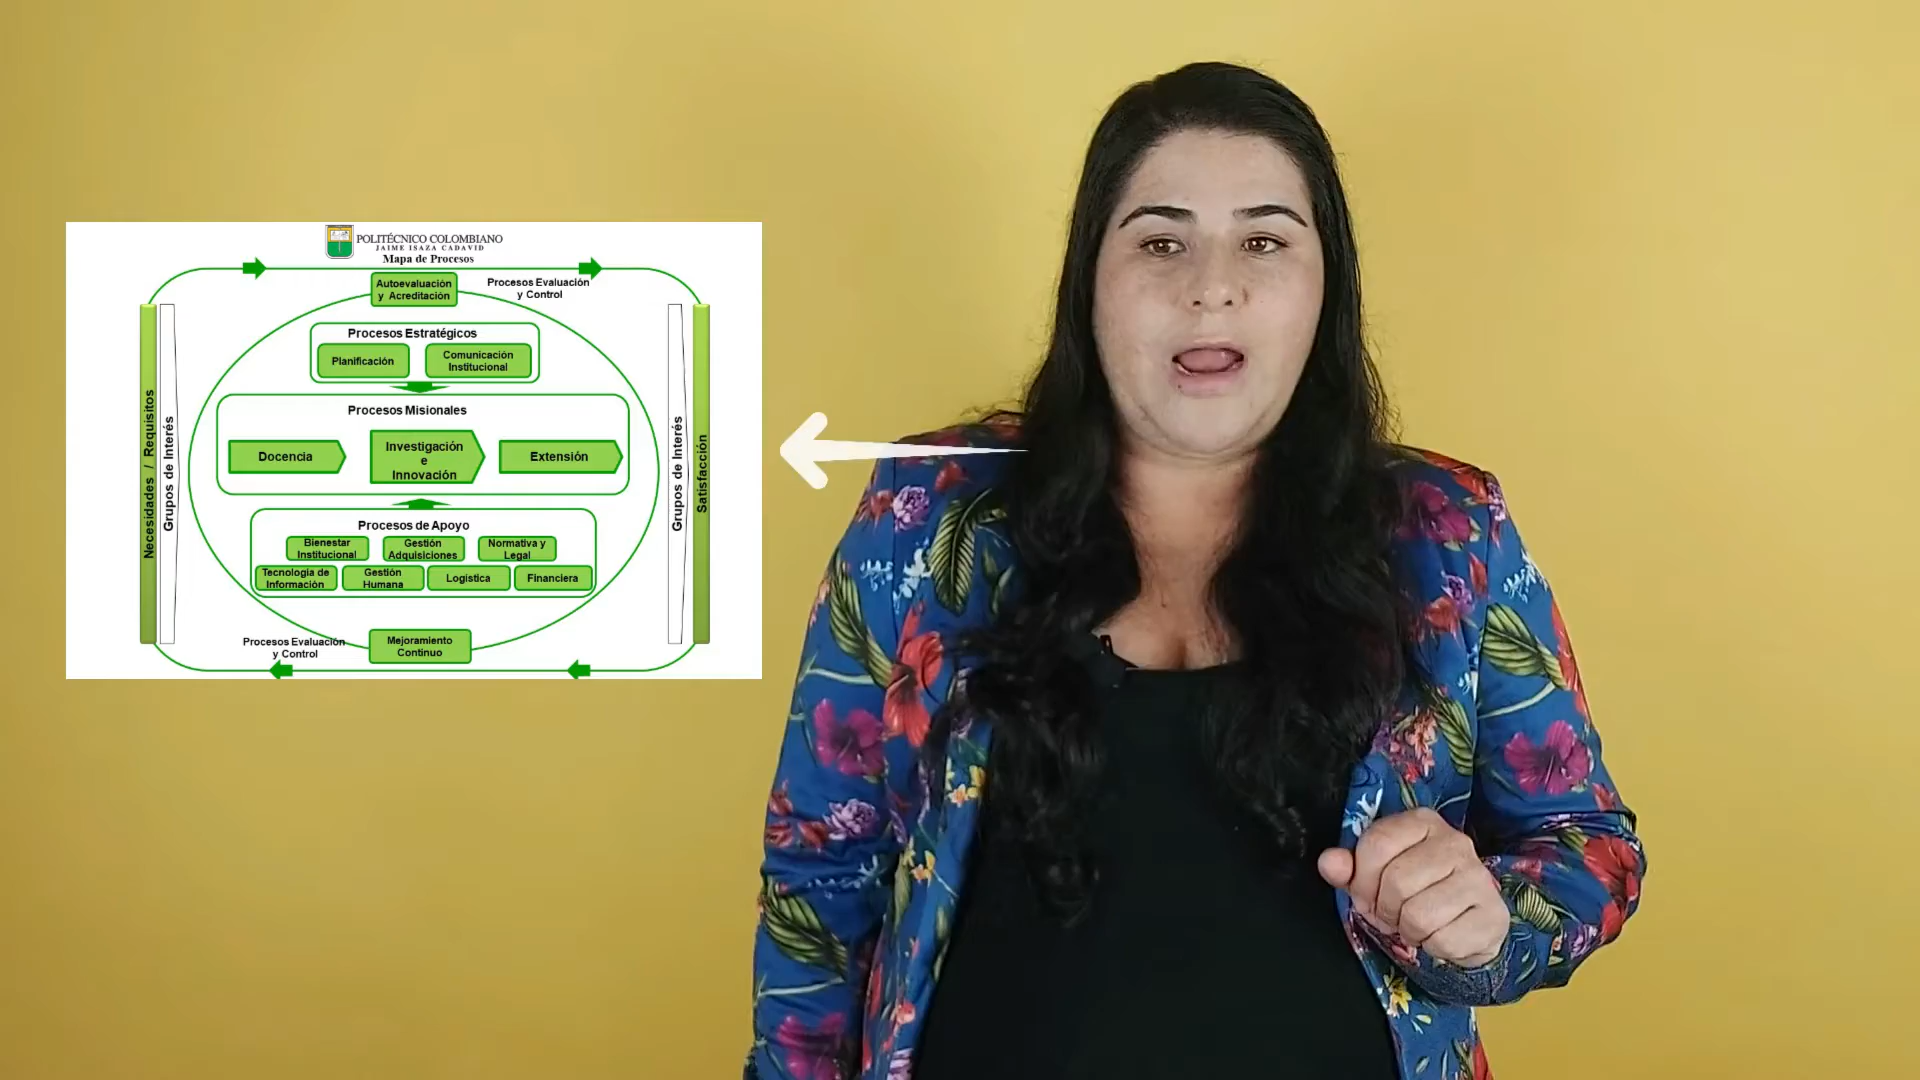 POLITÉCNICO COLOMBIANO
JAIME ISAZA CADAVID
Mapa de Procesos
Autoevaluación
y Acreditación
Procesos Evaluación
y Control
Procesos Estratégicos
Planificación
Comunicación
Institucional
Procesos Misionales
Docencia
Investigación
e
Innovación
Extensión
Procesos de Apoyo
Bienestar
Institucional
Gestión
Adquisiciones
Normativa y
Legal
Tecnología de
Información
Gestión
Humana
Logística
Financiera
Procesos Evaluación
y Control
Mejoramiento
Continuo
Necesidades / Requisitos
Grupos de Interés
Grupos de Interés
Satisfacción